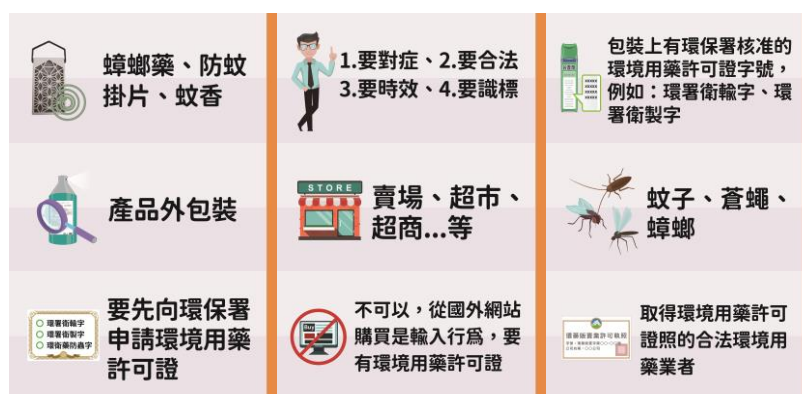 蟑螂藥、防蚊
掛片、蚊香
1.要對症、2.要合法
3.要時效、4.要識標
包裝上有環保署核准的
環境用藥許可證字號，
例如：環署衛輸字、環
署衛製字
產品外包裝
STORE
賣場、超市、
超商...等
蚊子、蒼蠅、
蟑螂
環署衛輸字
環署衛製字
環衛藥防蟲字
要先向環保署
申請環境用藥
許可證
Buy
不可以，從國外網站
購買是輸入行為，要
有環境用藥許可證
取得環境用藥許可
證照的合法環境用
藥業者